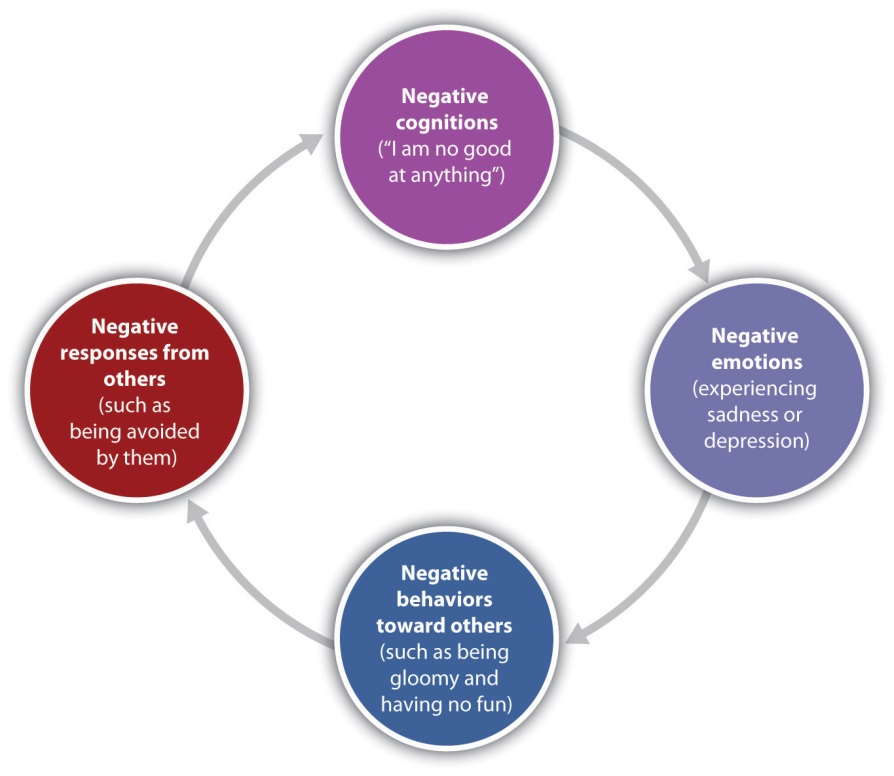 Negative
cognitions
(“I am no good
at anything”)
Negative
emotions
(experiencing
sadness or
depression)
Negative
behaviors
toward others
(such as being
gloomy and
having no fun)
Negative
responses from
others
(such as
being avoided
by them)